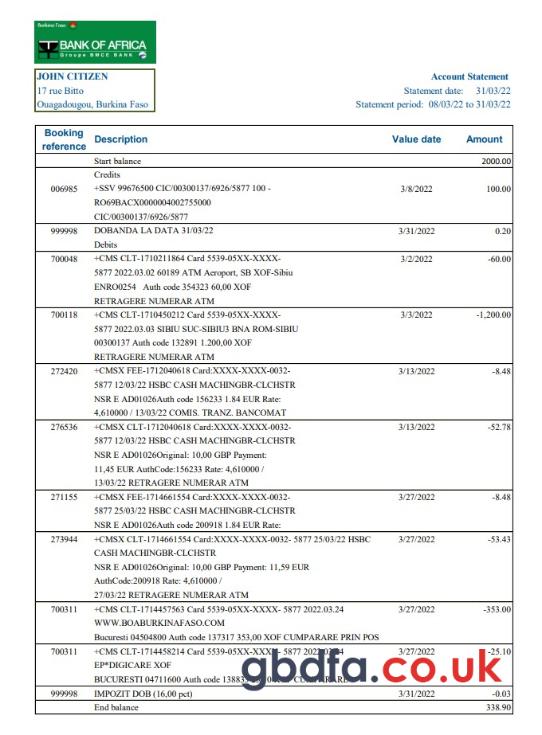 Burkina Faso
BANK OF AFRICA
Groupe BMCE BANK
JOHN CITIZEN
17 rue Bitto
Ouagadougou, Burkina Faso
Account Statement
Statement date: 31/03/22
Statement period: 08/03/22 to 31/03/22
Booking reference Description Value date Amount
Start balance 2000.00
Credits
006985 +SSV 99676500 CIC/00300137/6926/5877 100 - 3/8/2022 100.00
RO69BACX0000004002755000
CIC/00300137/6926/5877
999998 DOBANDA LA DATA 31/03/22 3/31/2022 0.20
Debits
700048 +CMS CLT-1710211864 Card 5539-05XX-XXXX- 3/2/2022 -60.00
5877 2022.03.02 60189 ATM Aeroport, SB XOF-Sibiu
ENRO0254 Auth code 354323 60,00 XOF
RETRAGERE NUMERAR ATM
700118 +CMS CLT-1710450212 Card 5539-05XX-XXXX- 3/3/2022 -1,200.00
5877 2022.03.03 SIBIU SUC-SIBIU3 BNA ROM-SIBIU
00300137 Auth code 132891 1.200,00 XOF
RETRAGERE NUMERAR ATM
272420 +CMSX FEE-1712040618 Card:XXXX-XXXX-0032- 3/13/2022 -8.48
5877 12/03/22 HSBC CASH MACHINGBR-CLCHSTR
NSR E AD01026Auth code 156233 1.84 EUR Rate:
4,610000 / 13/03/22 COMIS. TRANZ. BANCOMAT
276536 +CMSX CLT-1712040618 Card:XXXX-XXXX-0032- 3/13/2022 -52.78
5877 12/03/22 HSBC CASH MACHINGBR-CLCHSTR
NSR E AD01026Original: 10,00 GBP Payment:
11,45 EUR AuthCode:156233 Rate: 4,610000 /
13/03/22 RETRAGERE NUMERAR ATM
271155 +CMSX FEE-1714661554 Card:XXXX-XXXX-0032- 3/27/2022 -8.48
5877 25/03/22 HSBC CASH MACHINGBR-CLCHSTR
NSR E AD01026Auth code 200918 1.84 EUR Rate:
273944 +CMSX CLT-1714661554 Card:XXXX-XXXX-0032- 5877 25/03/22 HSBC 3/27/2022 -53.43
CASH MACHINGBR-CLCHSTR
NSR E AD01026Original: 10,00 GBP Payment: 11,59 EUR
AuthCode:200918 Rate: 4,610000 /
27/03/22 RETRAGERE NUMERAR ATM
700311 +CMS CLT-1714457563 Card 5539-05XX-XXXX- 5877 2022.03.24 3/27/2022 -353.00
WWW.BOABURKINAFASO.COM
Bucuresti 04504800 Auth code 137317 353,00 XOF CUMPARARE PRIN POS
700311 +CMS CLT-1714458214 Card 5539-05XX-XXXX- 5877 3/27/2022 -25.10
EP*DIGICARE XOF
BUCURESTI 04711600 Auth code
gbdfa.co.uk
999998 IMPOZIT DOB (16,00 pct) 3/31/2022 -0.03
End balance 338.90